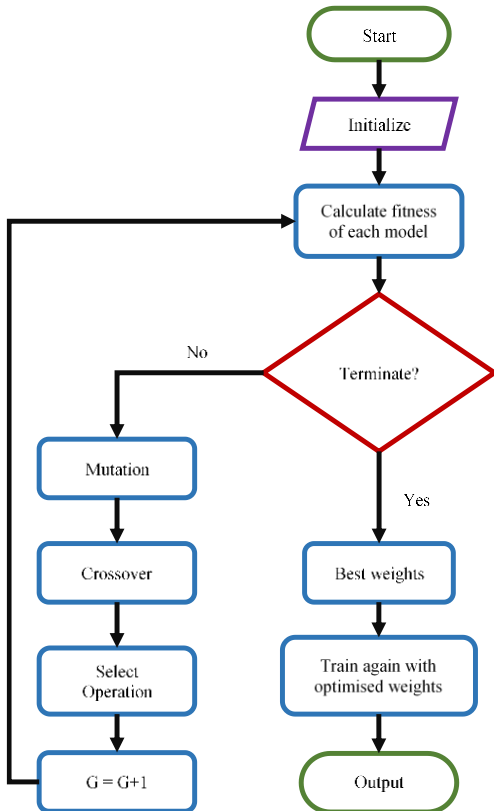 Start
Initialize
Calculate fitness
of each model
Terminate?
No
Yes
Mutation
Crossover
Select
Operation
G = G+1
Best weights
Train again with
optimised weights
Output